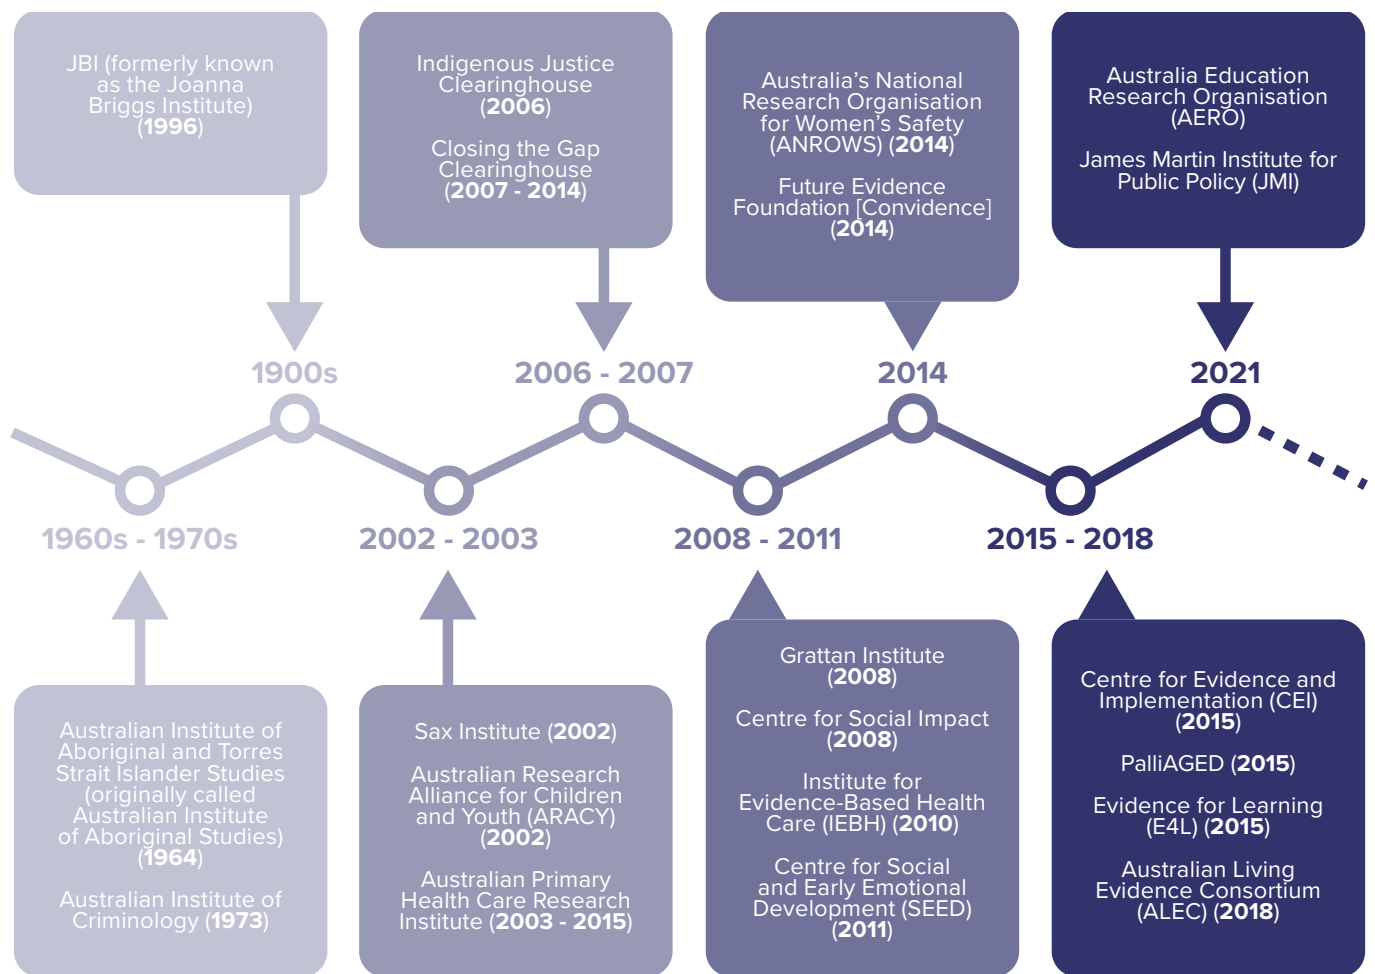 JBI (formerly known
as the Joanna
Briggs Institute)
(1996)
Indigenous Justice
Clearinghouse
(2006)
Closing the Gap
Clearinghouse
(2007 - 2014)
Australia’s National
Research Organisation
for Women’s Safety
(ANROWS) (2014)
Future Evidence
Foundation [Convidence]
(2014)
Australia Education
Research Organisation
(AERO)
James Martin Institute for
Public Policy (JMI)
1900s
2006 - 2007
2014
2021
1960s - 1970s
2002 - 2003
2008 - 2011
2015 - 2018
Australian Institute of
Aboriginal and Torres
Strait Islander Studies
(originally called
Australian Institute
of Aboriginal Studies)
(1964)
Australian Institute of
Criminology (1973)
Sax Institute (2002)
Australian Research
Alliance for Children
and Youth (ARACY)
(2002)
Australian Primary
Health Care Research
Institute (2003 - 2015)
Grattan Institute
(2008)
Centre for Social Impact
(2008)
Institute for
Evidence-Based Health
Care (IEBH) (2010)
Centre for Social
and Early Emotional
Development (SEED)
(2011)
Centre for Evidence and
Implementation (CEI)
(2015)
PalliAGED (2015)
Evidence for Learning
(E4L) (2015)
Australian Living
Evidence Consortium
(ALEC) (2018)